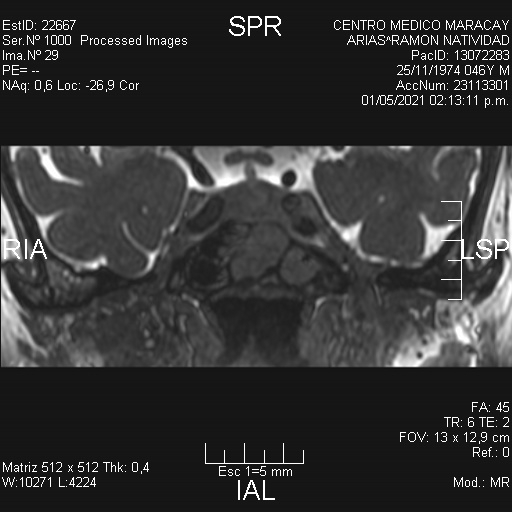 EstID: 22667
Ser.Nº 1000 Processed Images
Ima.Nº 29
PE= --
NAq: 0,6 Loc: -26,9 Cor
SPR
CENTRO MEDICO MARACAY
ARIAS^RAMON NATIVIDAD
PacID: 13072283
25/11/1974 046Y M
AccNum: 23113301
01/05/2021 02:13:11 p.m.
RIA
LSP
FA: 45
TR: 6 TE: 2
FOV: 13 x 12,9 cm
Ref.: 0
Mod.: MR
Matriz 512 x 512 Thk: 0,4
W:10271 L:4224
Esc 1=5 mm
IAL